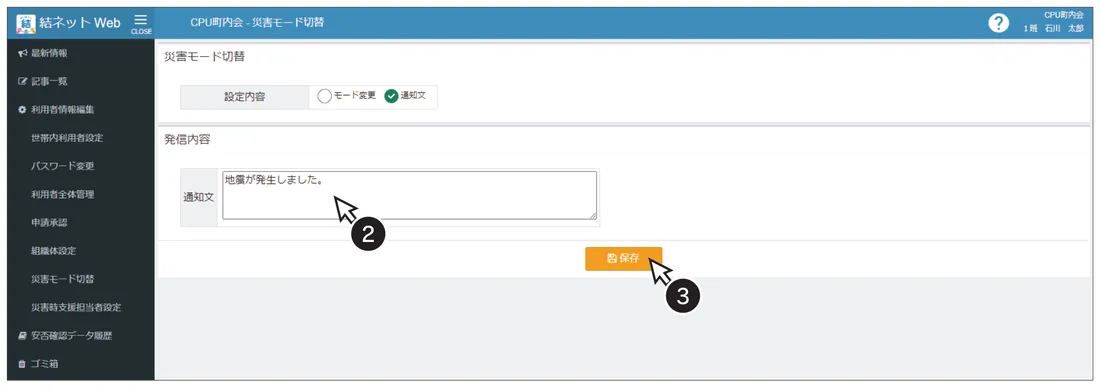 結 結ネット Web CLOSE CPU町内会 - 災害モード切替 ? CPU町内会
1班 石川 太郎
最新情報
記事一覧
利用者情報編集
世帯内利用者設定
パスワード変更
利用者全体管理
申請承認
組織体設定
災害モード切替
災害時支援担当者設定
安否確認データ履歴
ゴミ箱
災害モード切替
設定内容 モード変更 通知文
発信内容
通知文 地震が発生しました。
2
保存
3